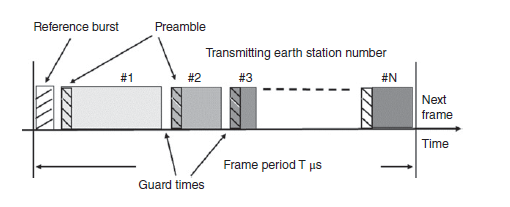 Reference burst
Preamble
Transmitting earth station number
#1
#2
#3
#N
Next
frame
Time
Frame period T μs
Guard times